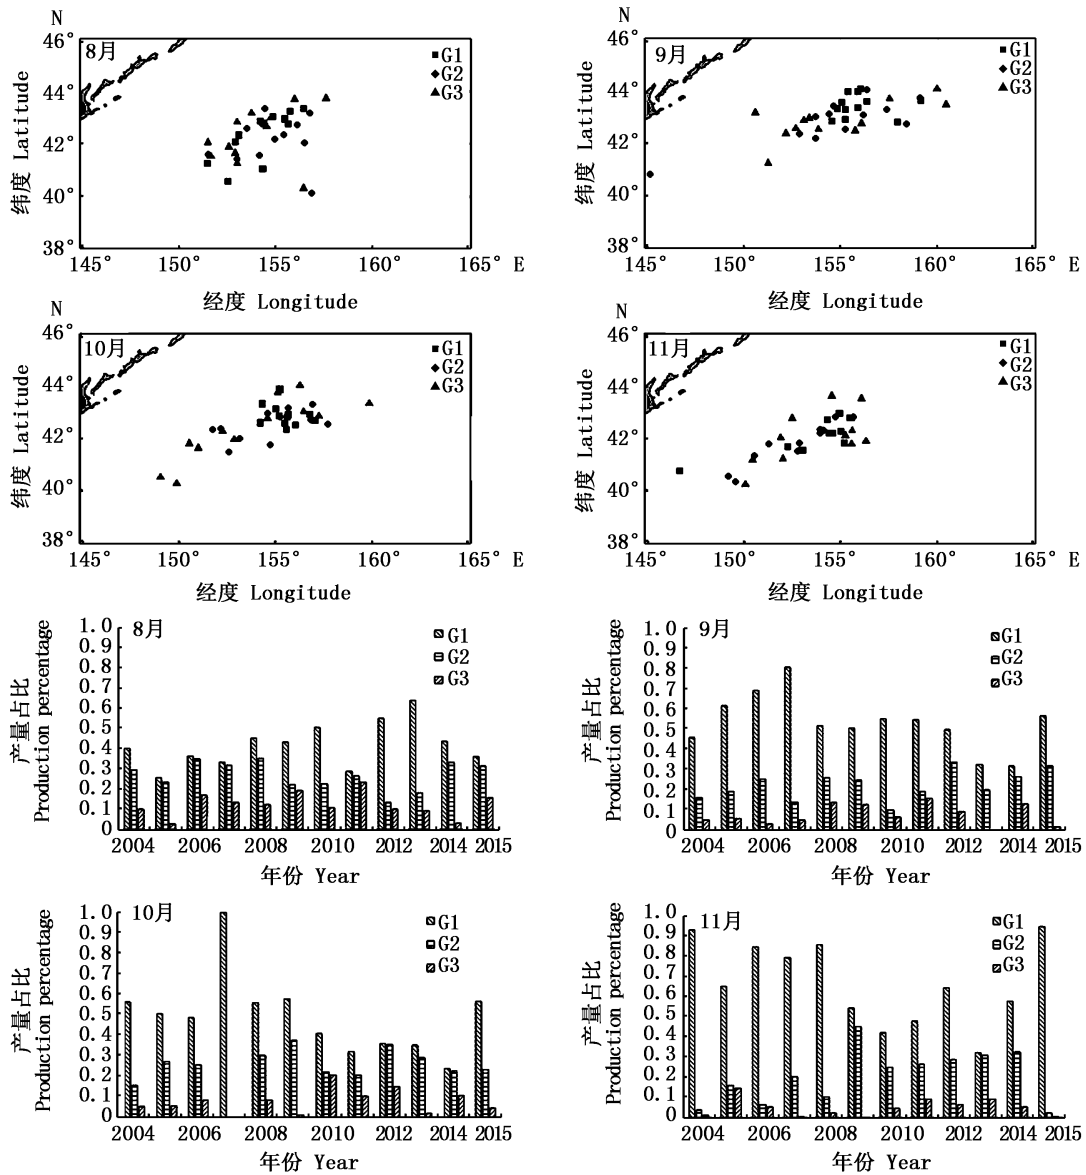 N
46°
44°
42°
40°
38°
纬度 Latitude
8月
G1
G2
G3
145°
150°
155°
160°
165° E
经度 Longitude
N
46°
44°
42°
40°
38°
纬度 Latitude
9月
G1
G2
G3
145°
150°
155°
160°
165° E
经度 Longitude
N
46°
44°
42°
40°
38°
纬度 Latitude
10月
G1
G2
G3
145°
150°
155°
160°
165° E
经度 Longitude
N
46°
44°
42°
40°
38°
纬度 Latitude
11月
G1
G2
G3
145°
150°
155°
160°
165° E
经度 Longitude
产量占比
Production percentage
1.0
0.9
0.8
0.7
0.6
0.5
0.4
0.3
0.2
0.1
0
8月
G1
G2
G3
2004 2006 2008 2010 2012 2014 2015
年份 Year
产量占比
Production percentage
1.0
0.9
0.8
0.7
0.6
0.5
0.4
0.3
0.2
0.1
0
9月
G1
G2
G3
2004 2006 2008 2010 2012 2014 2015
年份 Year
产量占比
Production percentage
1.0
0.9
0.8
0.7
0.6
0.5
0.4
0.3
0.2
0.1
0
10月
G1
G2
G3
2004 2006 2008 2010 2012 2014 2015
年份 Year
产量占比
Production percentage
1.0
0.9
0.8
0.7
0.6
0.5
0.4
0.3
0.2
0.1
0
11月
G1
G2
G3
2004 2006 2008 2010 2012 2014 2015
年份 Year